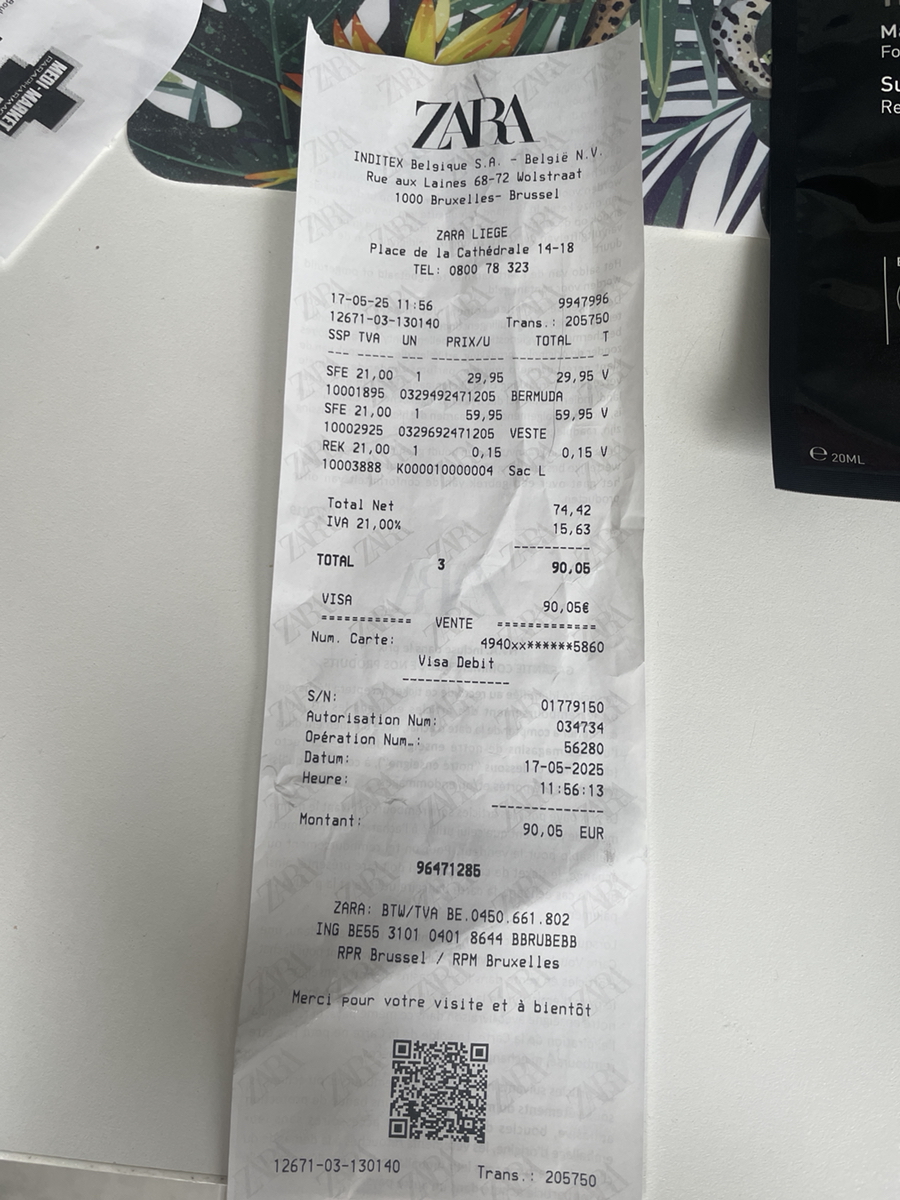 MEDI-MARKET
ZARA
INDITEX Belgique S.A. - België N.V.
Rue aux Laines 68-72 Wolstraat
1000 Bruxelles- Brussel
ZARA LIEGE
Place de la Cathédrale 14-18
TEL: 0800 78 323
17-05-25 11:56 9947996
12671-03-130140 Trans.: 205750
SSP TVA UN PRIX/U TOTAL T
--- ----- --- ---------- ----------- -
SFE 21,00 1 29,95 29,95 V
10001895 0329492471205 BERMUDA
SFE 21,00 1 59,95 59,95 V
10002925 0329692471205 VESTE
REK 21,00 1 0,15 0,15 V
10003888 K000010000004 Sac L
Total Net 74,42
IVA 21,00% 15,63
----------
TOTAL 3 90,05
VISA 90,05€
============ VENTE =============
Num. Carte: 4940xx******5860
Visa Debit
--------------
S/N: 01779150
Autorisation Num: 034734
Opération Num.: 56280
Datum: 17-05-2025
Heure: 11:56:13
--------------
Montant: 90,05 EUR
96471285
ZARA: BTW/TVA BE.0450.661.802
ING BE55 3101 0401 8644 BBRUBEBB
RPR Brussel / RPM Bruxelles
Merci pour votre visite et à bientôt
12671-03-130140 Trans.: 205750
Su
Re
℮ 20ML